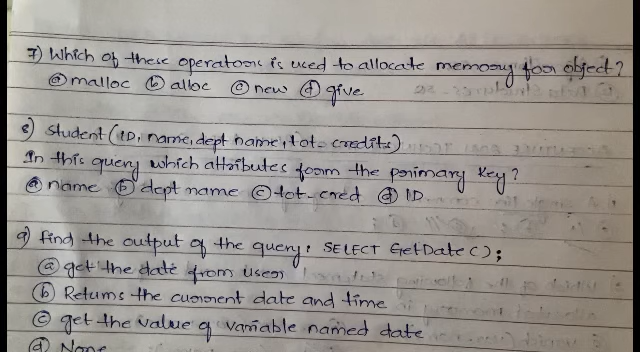 7) Which of these operators is used to allocate memory for object?
ⓐ malloc ⓑ alloc ⓒ new ⓓ give
8) student (ID, name, dept name, tot_credits)
In this query which attributes form the primary key?
ⓐ name ⓑ dept name ⓒ tot_cred ⓓ ID
9) find the output of the query: SELECT GetDate();
ⓐ get the date from user
ⓑ Returns the current date and time
ⓒ get the value of variable named date
ⓓ None